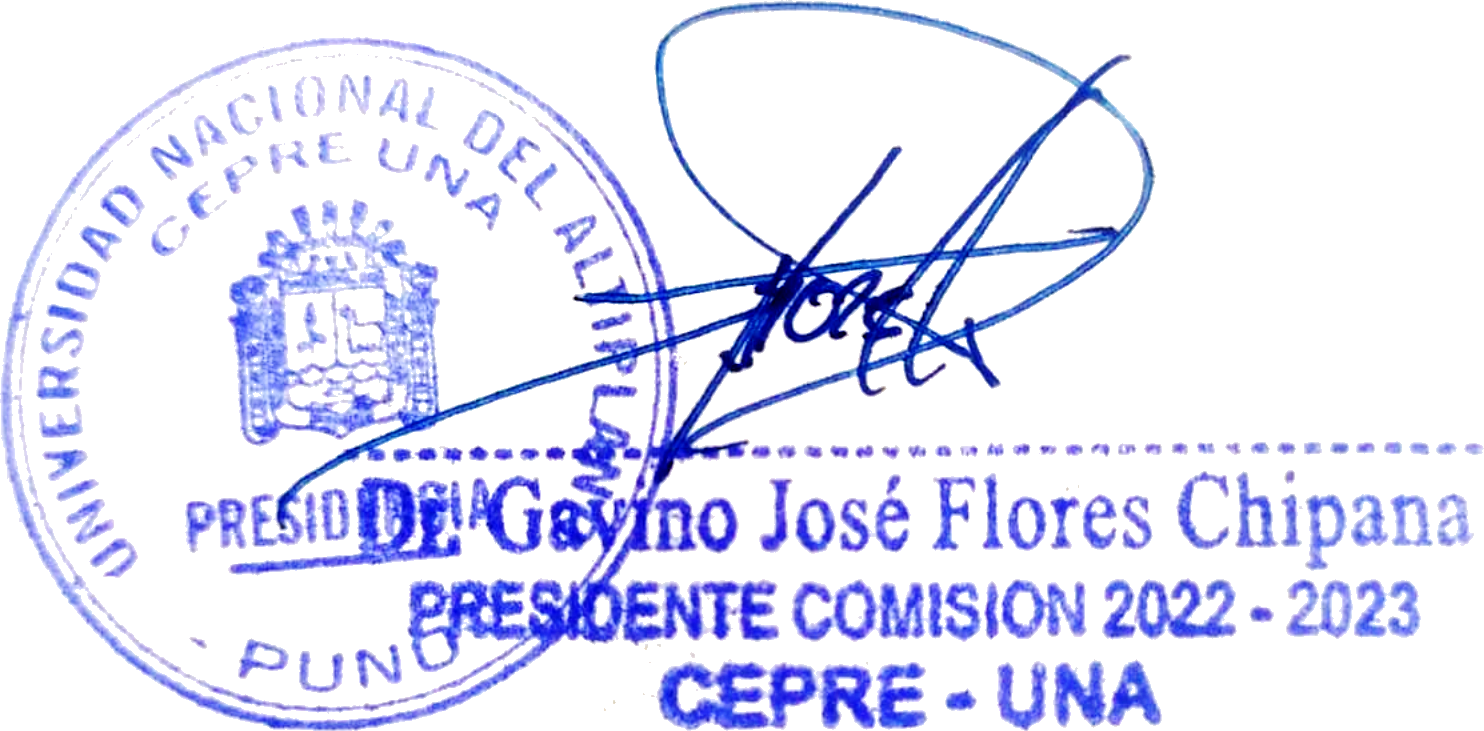 UNIVERSIDAD NACIONAL DEL ALTIPLANO
CEPRE UNA
PRESIDENCIA
- PUNO
Dr. Gavino José Flores Chipana
PRESIDENTE COMISION 2022 - 2023
CEPRE - UNA